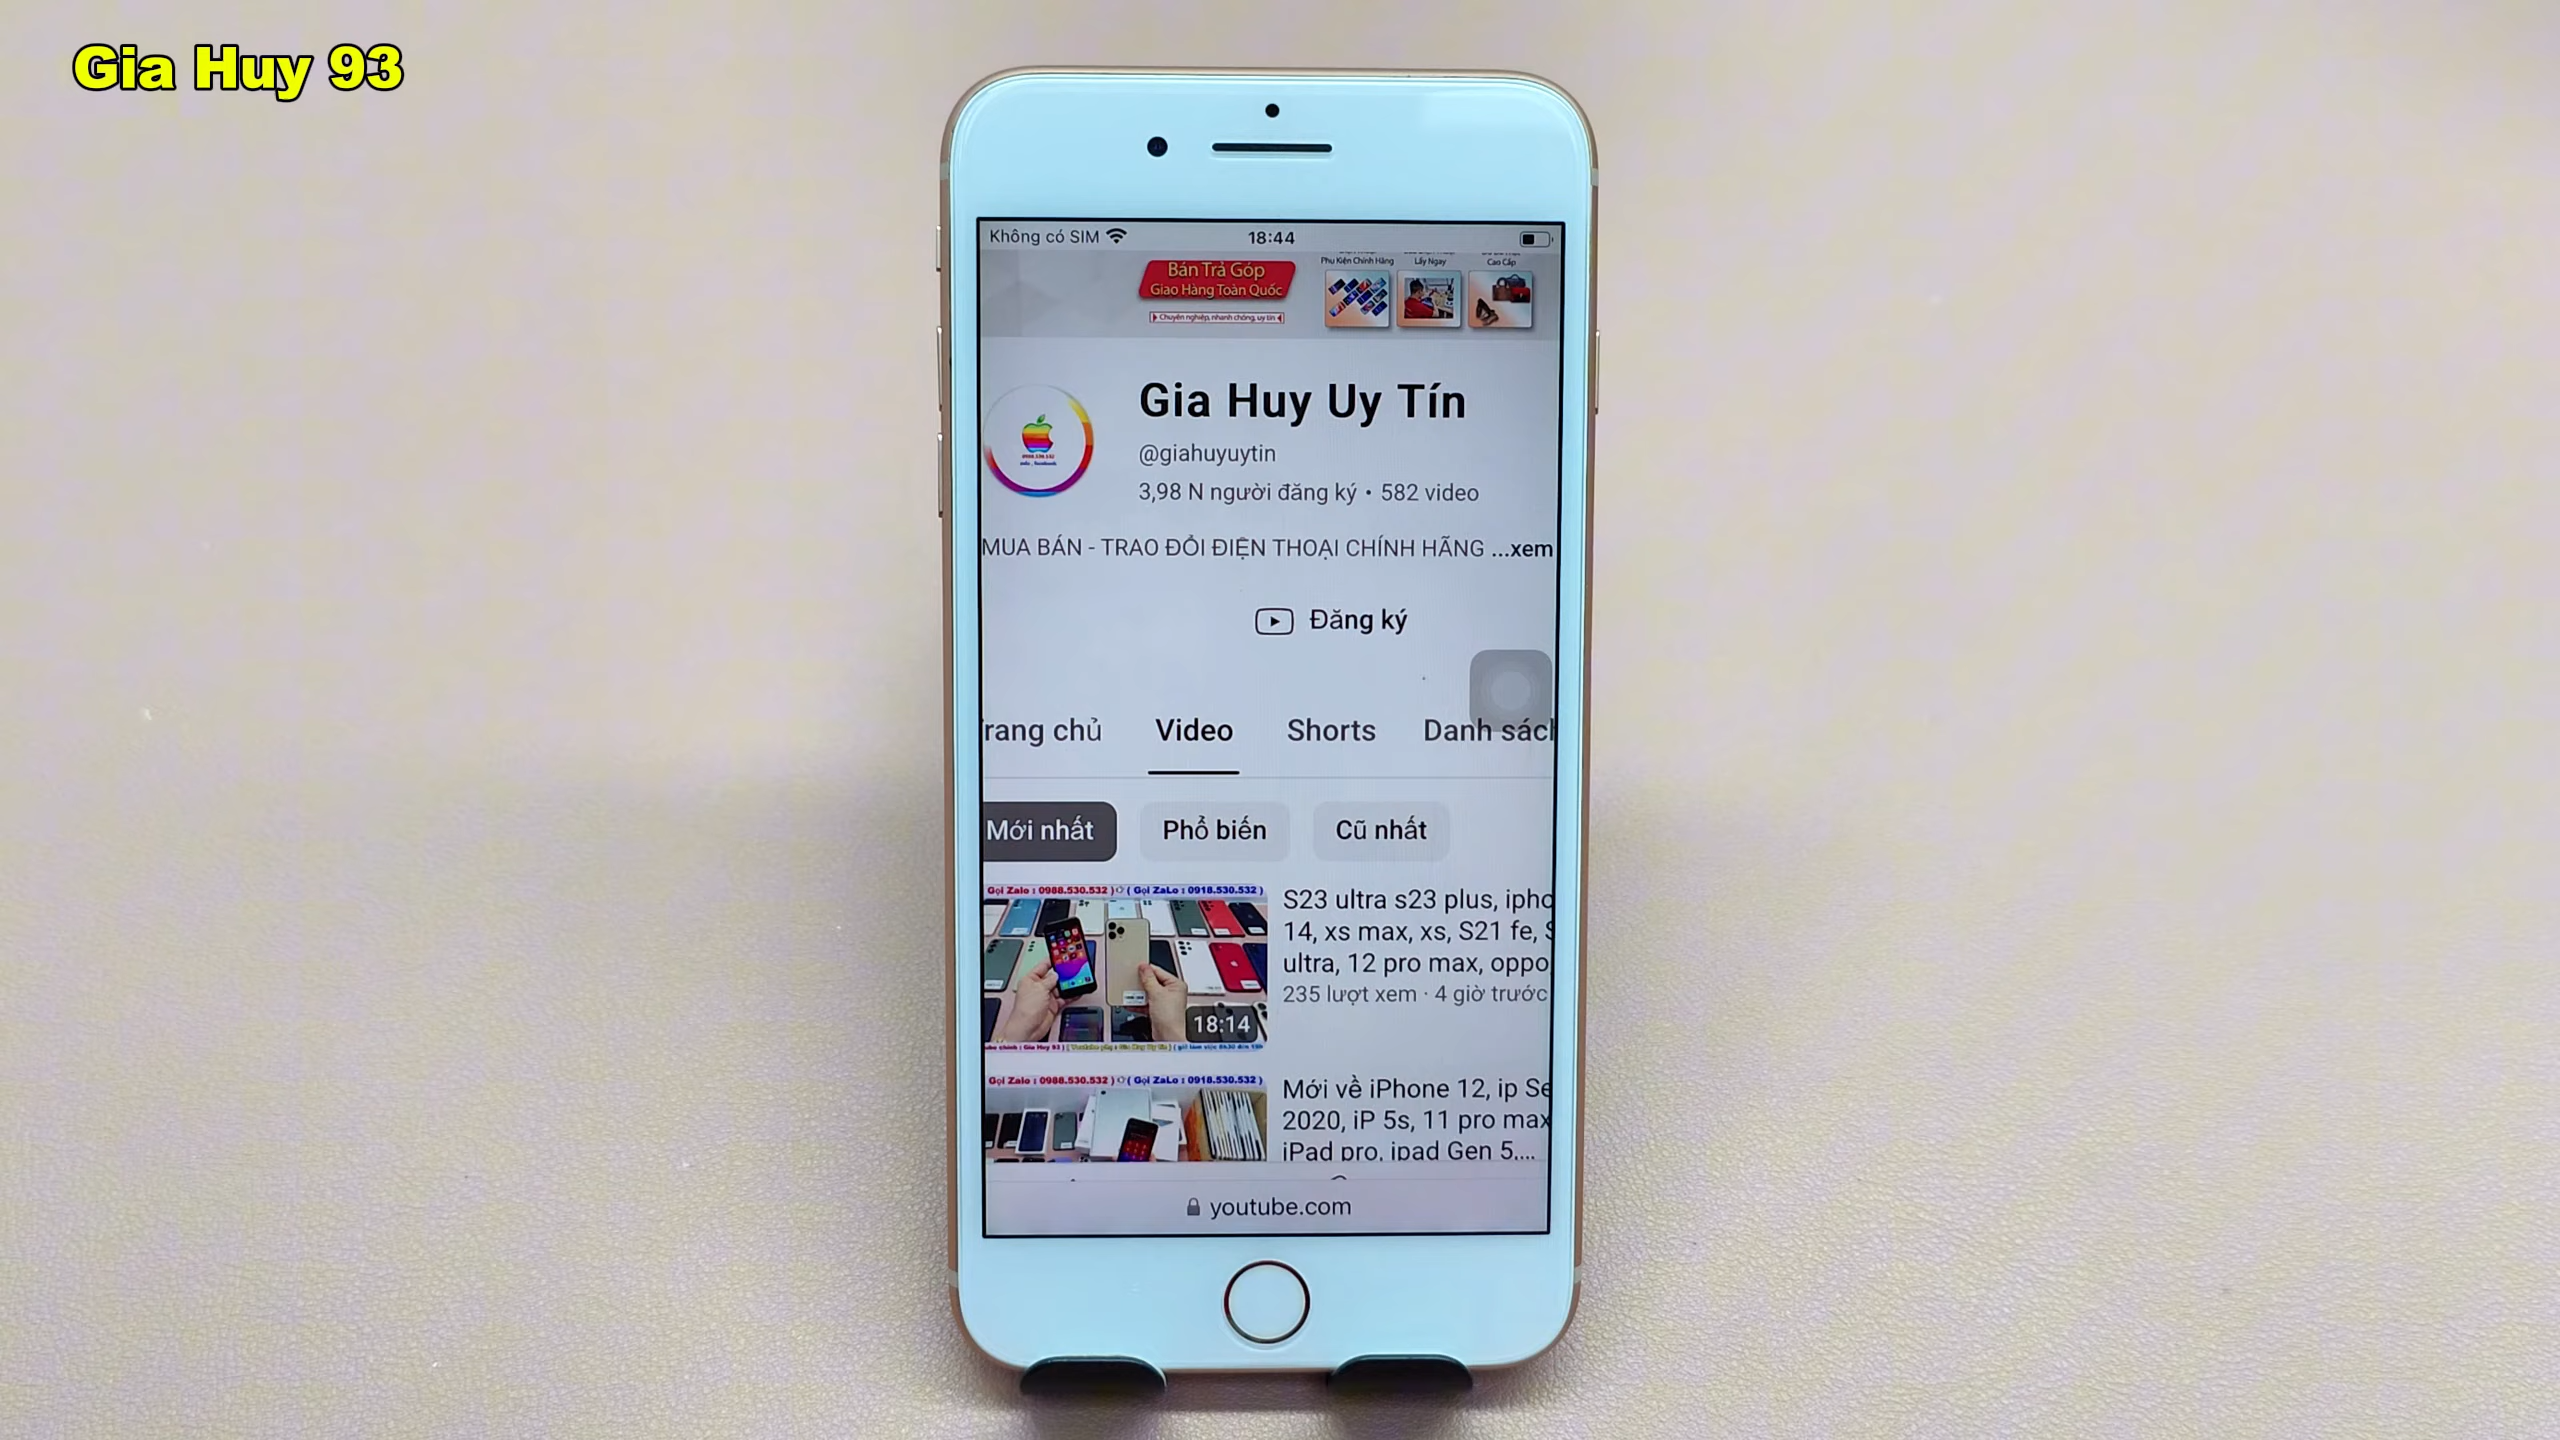 Gia Huy 93
Không có SIM
18:44
Bán Trả Góp
Giao Hàng Toàn Quốc
Chuyên nghiệp, nhanh chóng, uy tín
Phụ Kiện Chính Hãng
Lấy Ngay
Cao Cấp
Gia Huy Uy Tín
@giahuyuytin
3,98 N người đăng ký • 582 video
MUA BÁN - TRAO ĐỔI ĐIỆN THOẠI CHÍNH HÃNG ...xem
Đăng ký
rang chủ
Video
Shorts
Danh sách
Mới nhất
Phổ biến
Cũ nhất
Gọi Zalo : 0988.530.532 ) ( Gọi ZaLo : 0918.530.532 )
18:14
S23 ultra s23 plus, ipho
14, xs max, xs, S21 fe, S
ultra, 12 pro max, oppo
235 lượt xem · 4 giờ trước
Gọi Zalo : 0988.530.532 ) ( Gọi ZaLo : 0918.530.532 )
Mới về iPhone 12, ip Se
2020, iP 5s, 11 pro max
iPad pro, ipad Gen 5,...
youtube.com